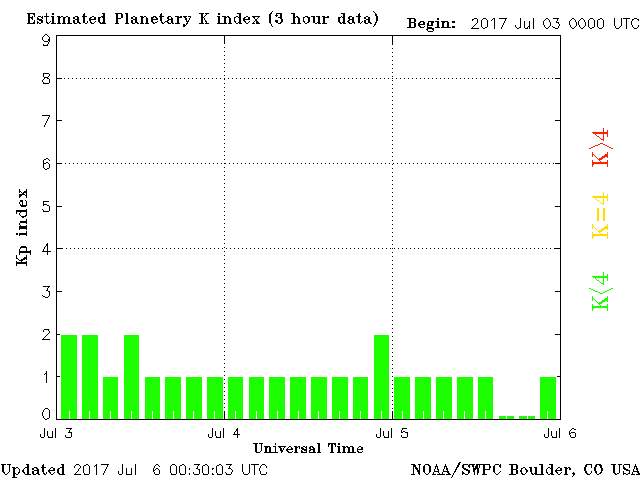 Estimated Planetary K index (3 hour data)
Begin: 2017 Jul 03 0000 UTC
9
8
7
6
5
4
3
2
1
0
Kp index
K>4
K=4
K<4
Jul 3
Jul 4
Jul 5
Jul 6
Universal Time
Updated 2017 Jul 6 00:30:03 UTC
NOAA/SWPC Boulder, CO USA